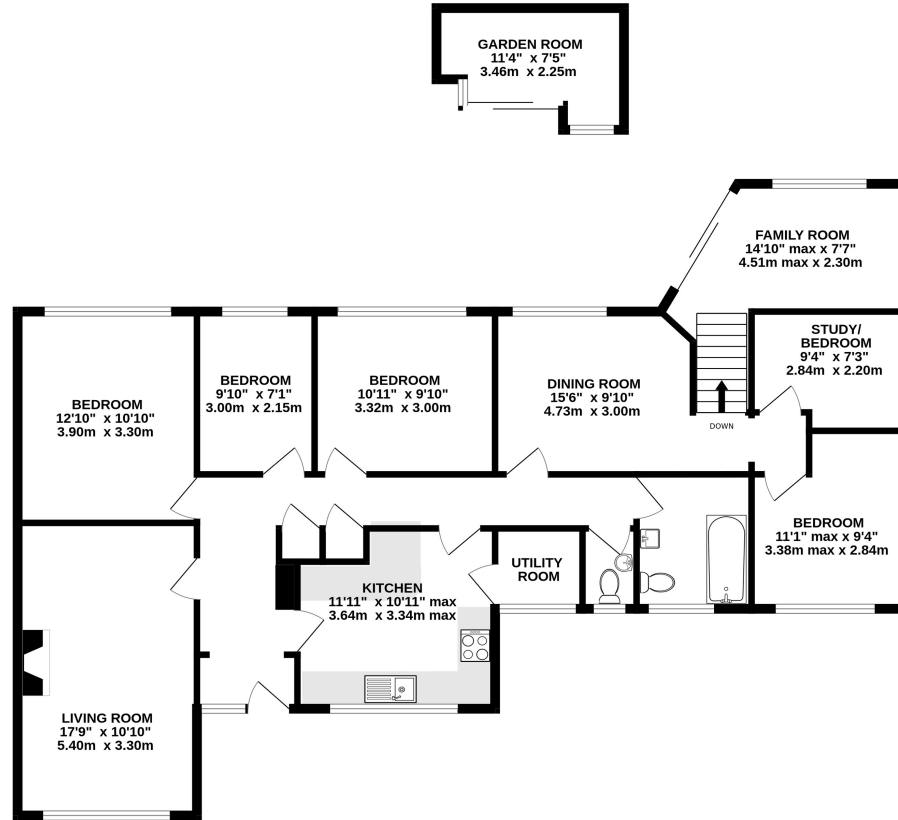 GARDEN ROOM
11'4" x 7'5"
3.46m x 2.25m
FAMILY ROOM
14'10" max x 7'7"
4.51m max x 2.30m
STUDY/
BEDROOM
9'4" x 7'3"
2.84m x 2.20m
BEDROOM
12'10" x 10'10"
3.90m x 3.30m
BEDROOM
9'10" x 7'1"
3.00m x 2.15m
BEDROOM
10'11" x 9'10"
3.32m x 3.00m
DINING ROOM
15'6" x 9'10"
4.73m x 3.00m
DOWN
BEDROOM
11'1" max x 9'4"
3.38m max x 2.84m
UTILITY
ROOM
KITCHEN
11'11" x 10'11" max
3.64m x 3.34m max
LIVING ROOM
17'9" x 10'10"
5.40m x 3.30m